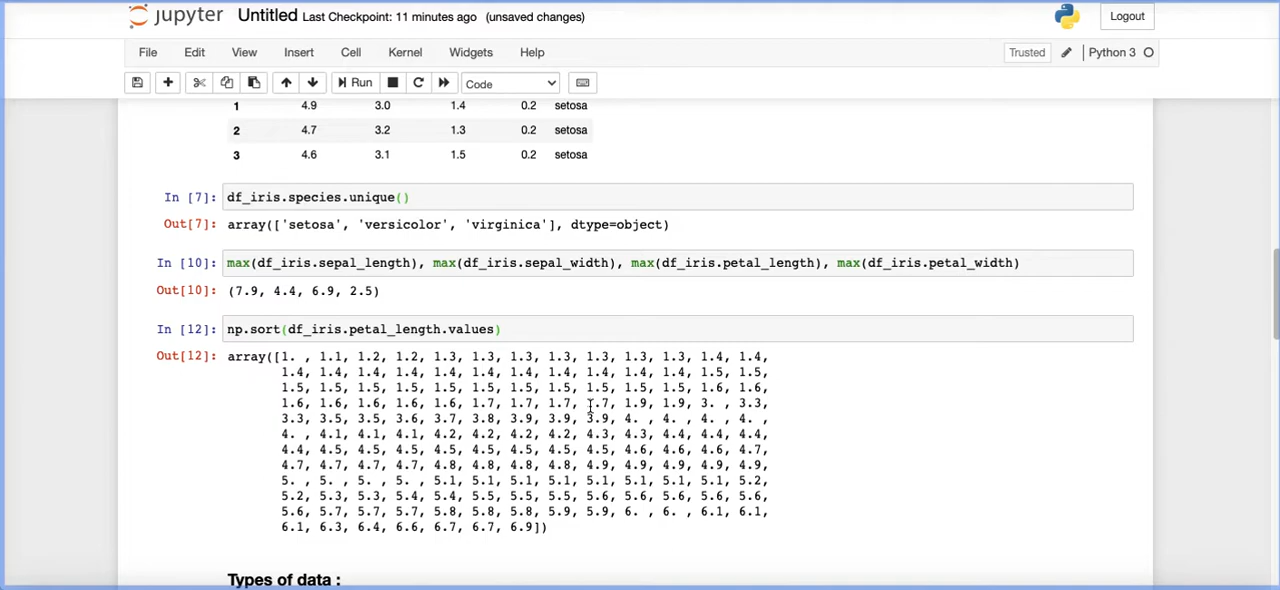 jupyter Untitled Last Checkpoint: 11 minutes ago (unsaved changes) Logout
File Edit View Insert Cell Kernel Widgets Help Trusted Python 3
Run Code
1 4.9 3.0 1.4 0.2 setosa
2 4.7 3.2 1.3 0.2 setosa
3 4.6 3.1 1.5 0.2 setosa
In [7]: df_iris.species.unique()
Out[7]: array(['setosa', 'versicolor', 'virginica'], dtype=object)
In [10]: max(df_iris.sepal_length), max(df_iris.sepal_width), max(df_iris.petal_length), max(df_iris.petal_width)
Out[10]: (7.9, 4.4, 6.9, 2.5)
In [12]: np.sort(df_iris.petal_length.values)
Out[12]: array([1. , 1.1, 1.2, 1.2, 1.3, 1.3, 1.3, 1.3, 1.3, 1.3, 1.3, 1.4, 1.4,
1.4, 1.4, 1.4, 1.4, 1.4, 1.4, 1.4, 1.4, 1.4, 1.4, 1.4, 1.5, 1.5,
1.5, 1.5, 1.5, 1.5, 1.5, 1.5, 1.5, 1.5, 1.5, 1.5, 1.5, 1.6, 1.6,
1.6, 1.6, 1.6, 1.6, 1.6, 1.7, 1.7, 1.7, 1.7, 1.9, 1.9, 3. , 3.3,
3.3, 3.5, 3.5, 3.6, 3.7, 3.8, 3.9, 3.9, 3.9, 4. , 4. , 4. , 4. ,
4. , 4.1, 4.1, 4.1, 4.2, 4.2, 4.2, 4.2, 4.3, 4.3, 4.4, 4.4, 4.4,
4.4, 4.5, 4.5, 4.5, 4.5, 4.5, 4.5, 4.5, 4.5, 4.6, 4.6, 4.6, 4.7,
4.7, 4.7, 4.7, 4.7, 4.8, 4.8, 4.8, 4.8, 4.9, 4.9, 4.9, 4.9, 4.9,
5. , 5. , 5. , 5. , 5.1, 5.1, 5.1, 5.1, 5.1, 5.1, 5.1, 5.1, 5.2,
5.2, 5.3, 5.3, 5.4, 5.4, 5.5, 5.5, 5.5, 5.6, 5.6, 5.6, 5.6, 5.6,
5.6, 5.7, 5.7, 5.7, 5.8, 5.8, 5.8, 5.9, 5.9, 6. , 6. , 6.1, 6.1,
6.1, 6.3, 6.4, 6.6, 6.7, 6.7, 6.9])
Types of data :